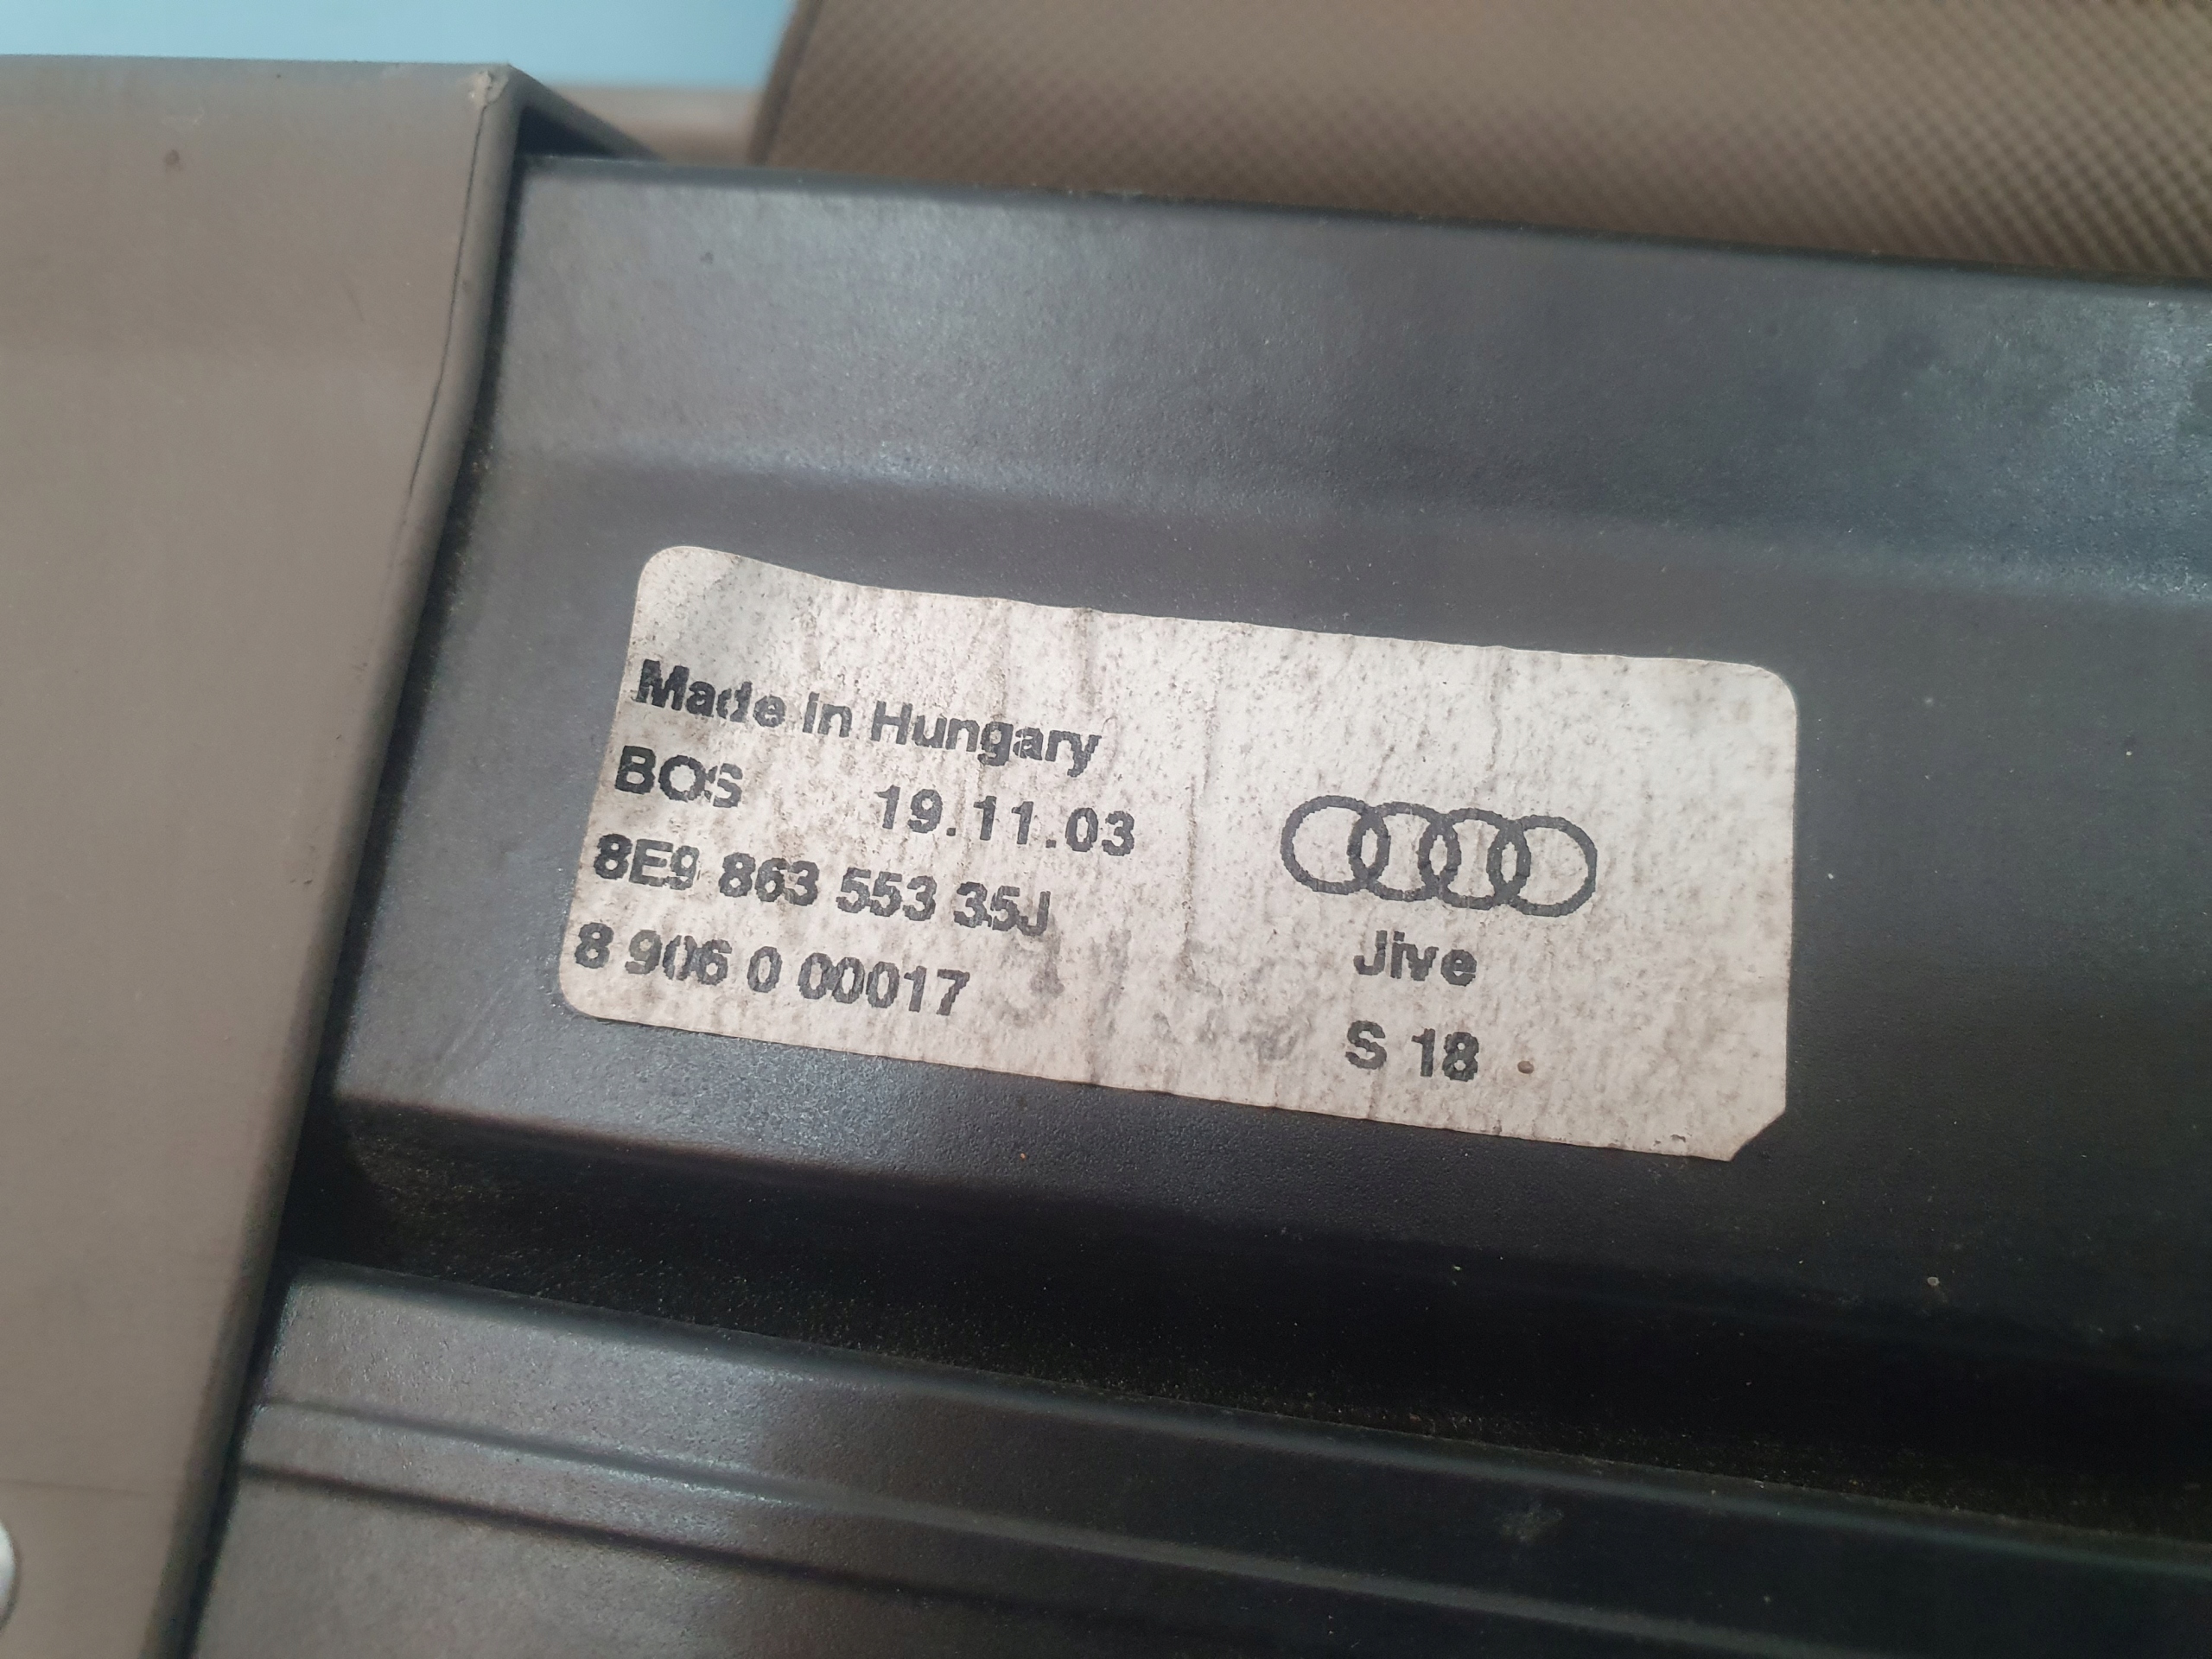 Made in Hungary
BOS 19.11.03
8E9 863 553 35J
8 906 0 00017
Jive
S 18